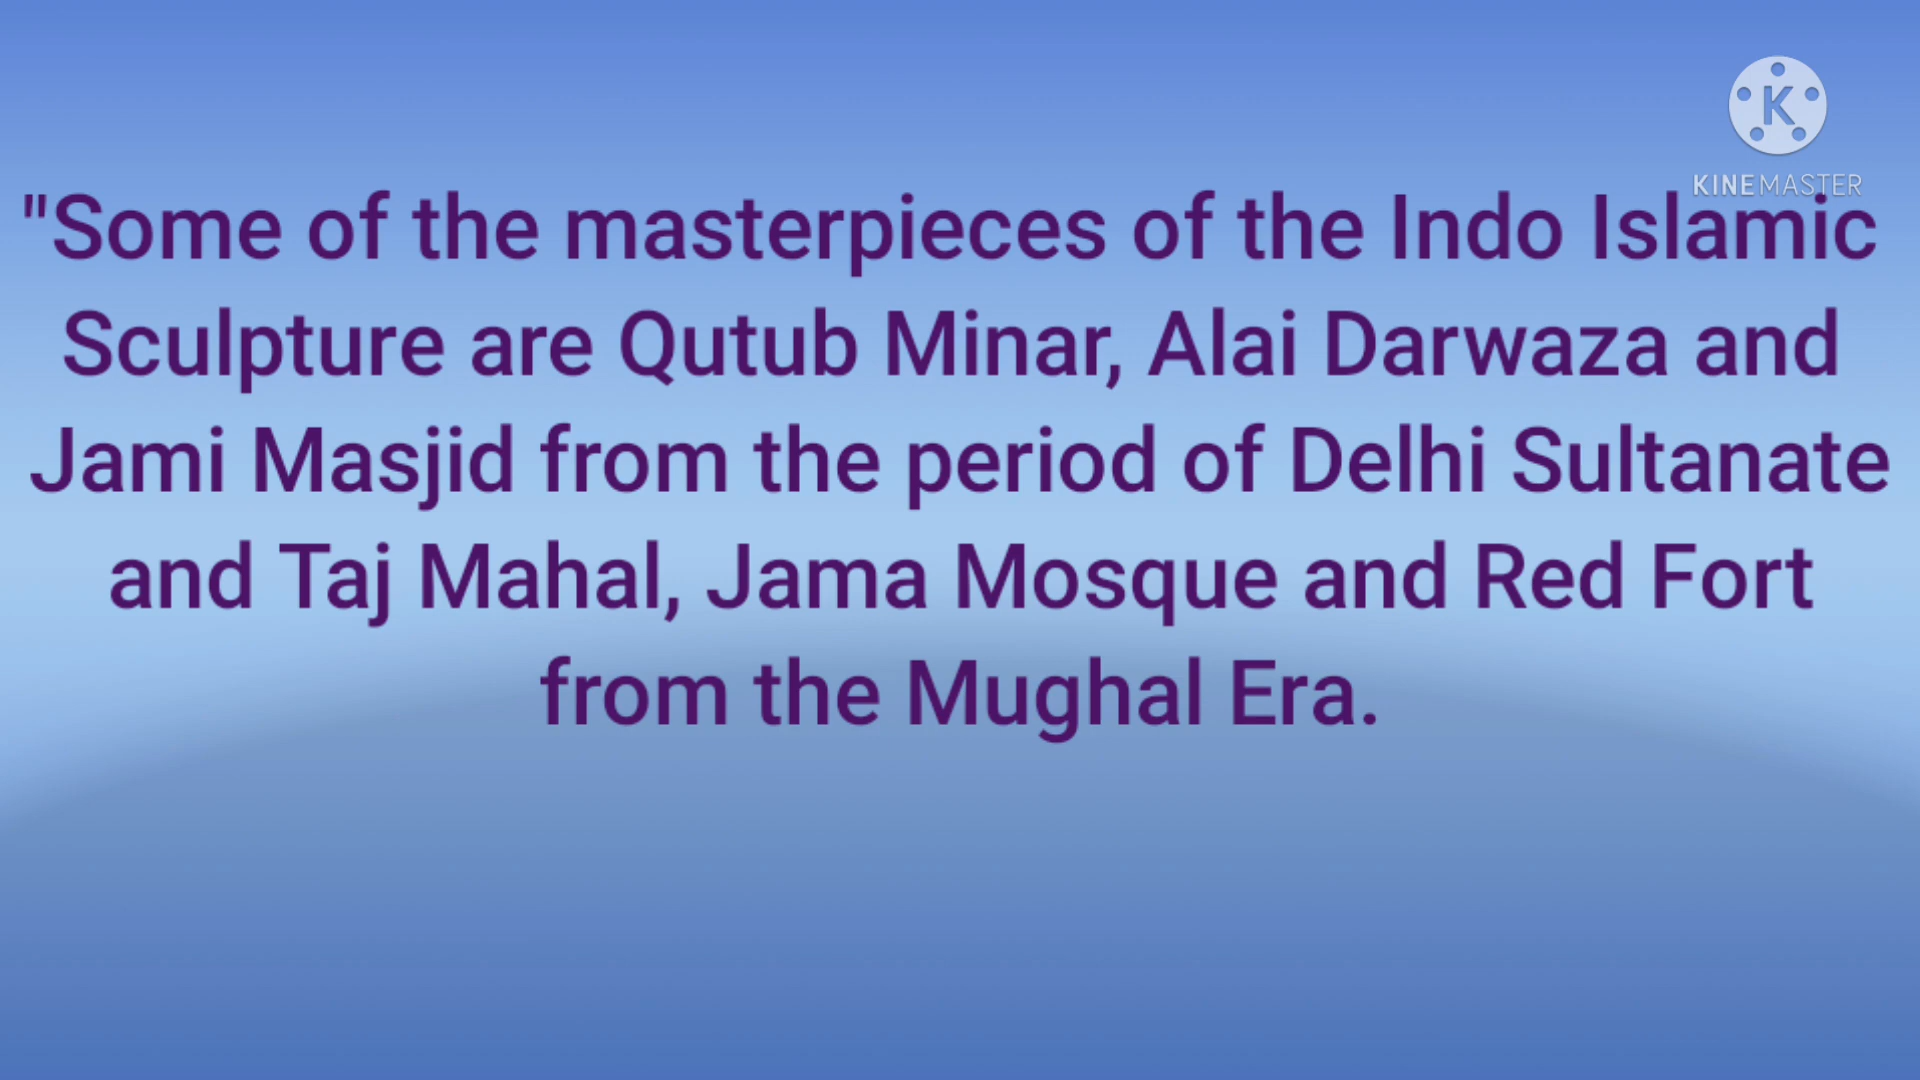 KINEMASTER
"Some of the masterpieces of the Indo Islamic
Sculpture are Qutub Minar, Alai Darwaza and
Jami Masjid from the period of Delhi Sultanate
and Taj Mahal, Jama Mosque and Red Fort
from the Mughal Era.